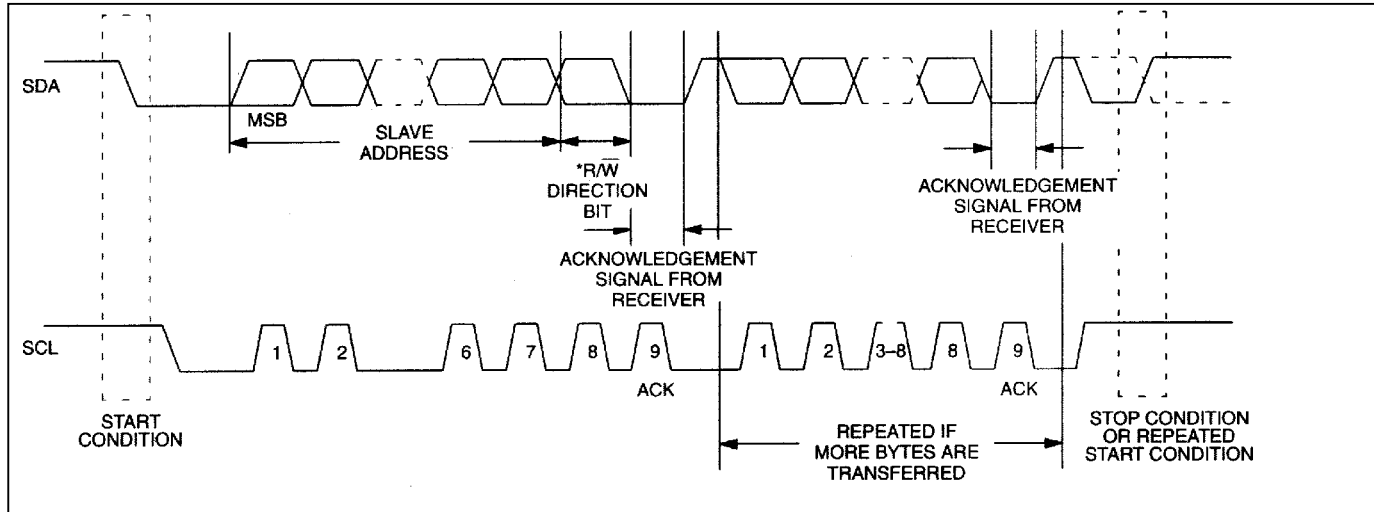 SDA
MSB
SLAVE
ADDRESS
*R/W̅
DIRECTION
BIT
ACKNOWLEDGEMENT
SIGNAL FROM
RECEIVER
ACKNOWLEDGEMENT
SIGNAL FROM
RECEIVER
SCL
1 2 6 7 8 9 1 2 3–8 8 9
ACK ACK
START
CONDITION
REPEATED IF
MORE BYTES ARE
TRANSFERRED
STOP CONDITION
OR REPEATED
START CONDITION